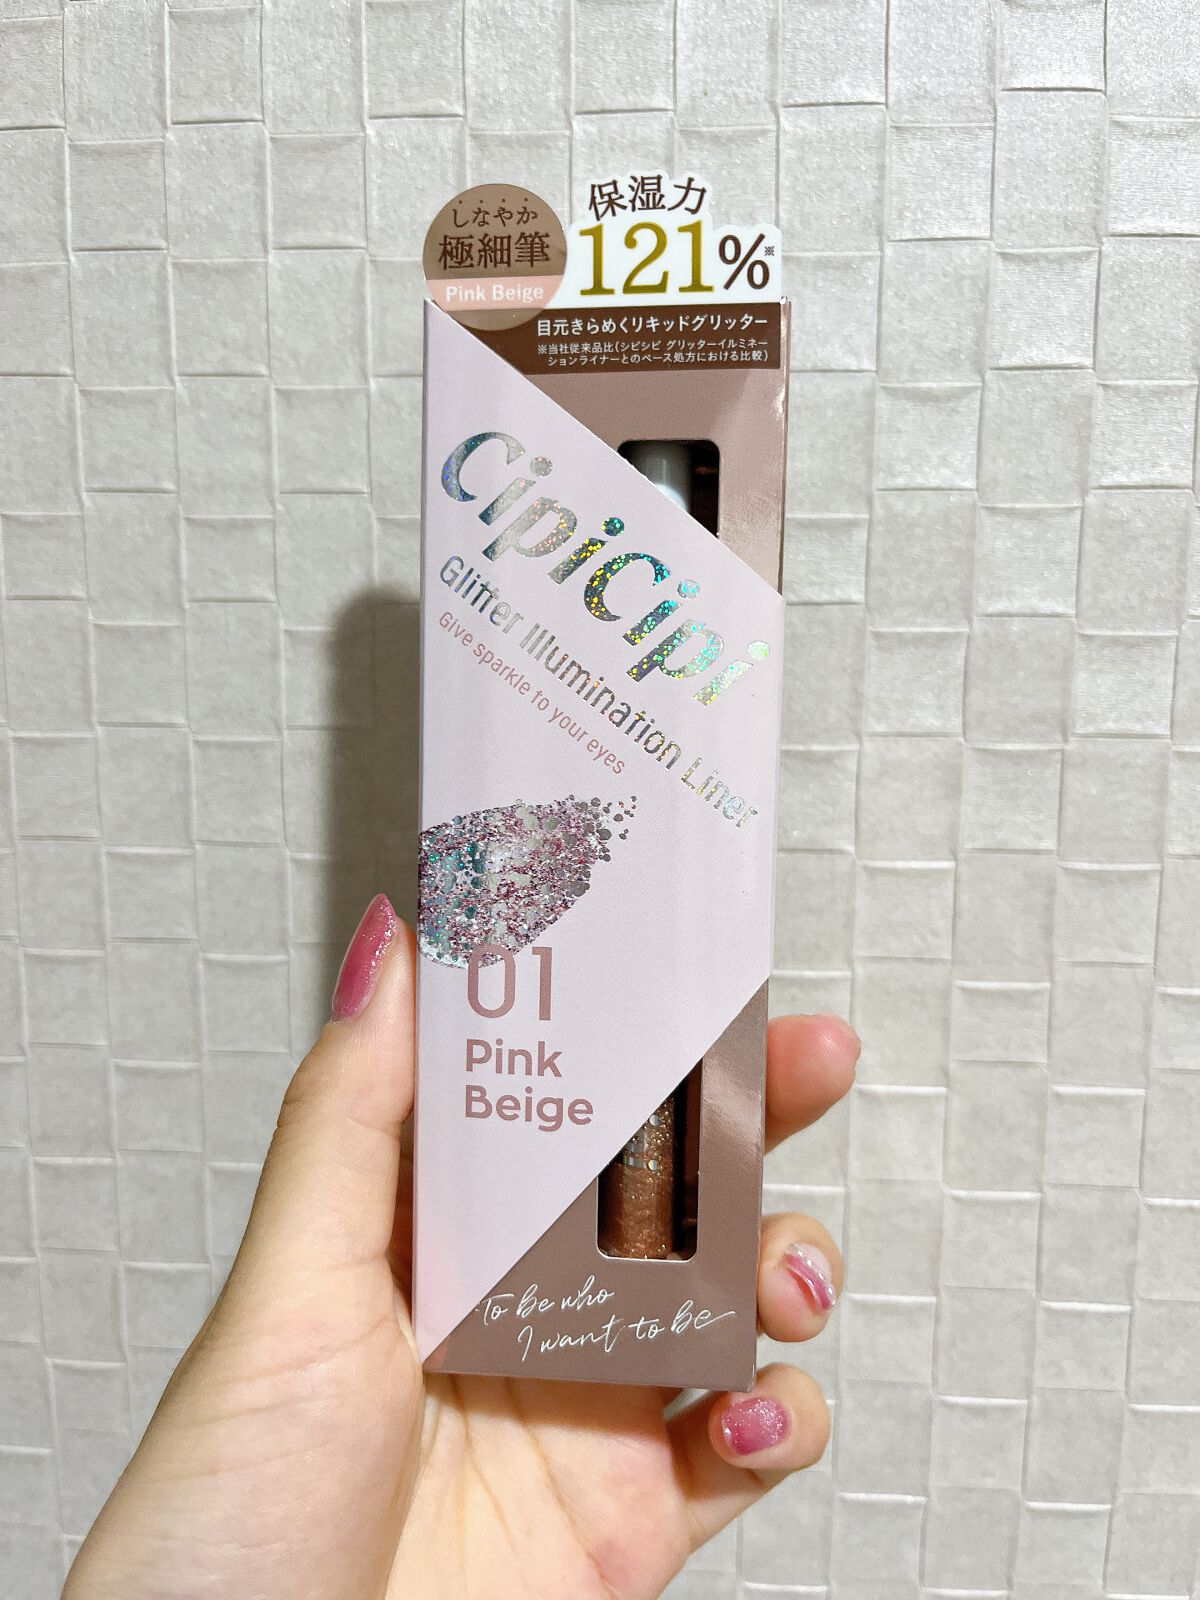 しなやか
極細筆
Pink Beige
保湿力
121%※
目元きらめくリキッドグリッター
※当社従来品比(シピシピ グリッターイルミネー
ションライナーとのベース処方における比較)
CipiCipi
Glitter Illumination Liner
Give sparkle to your eyes
01
Pink
Beige
To be who
I want to be